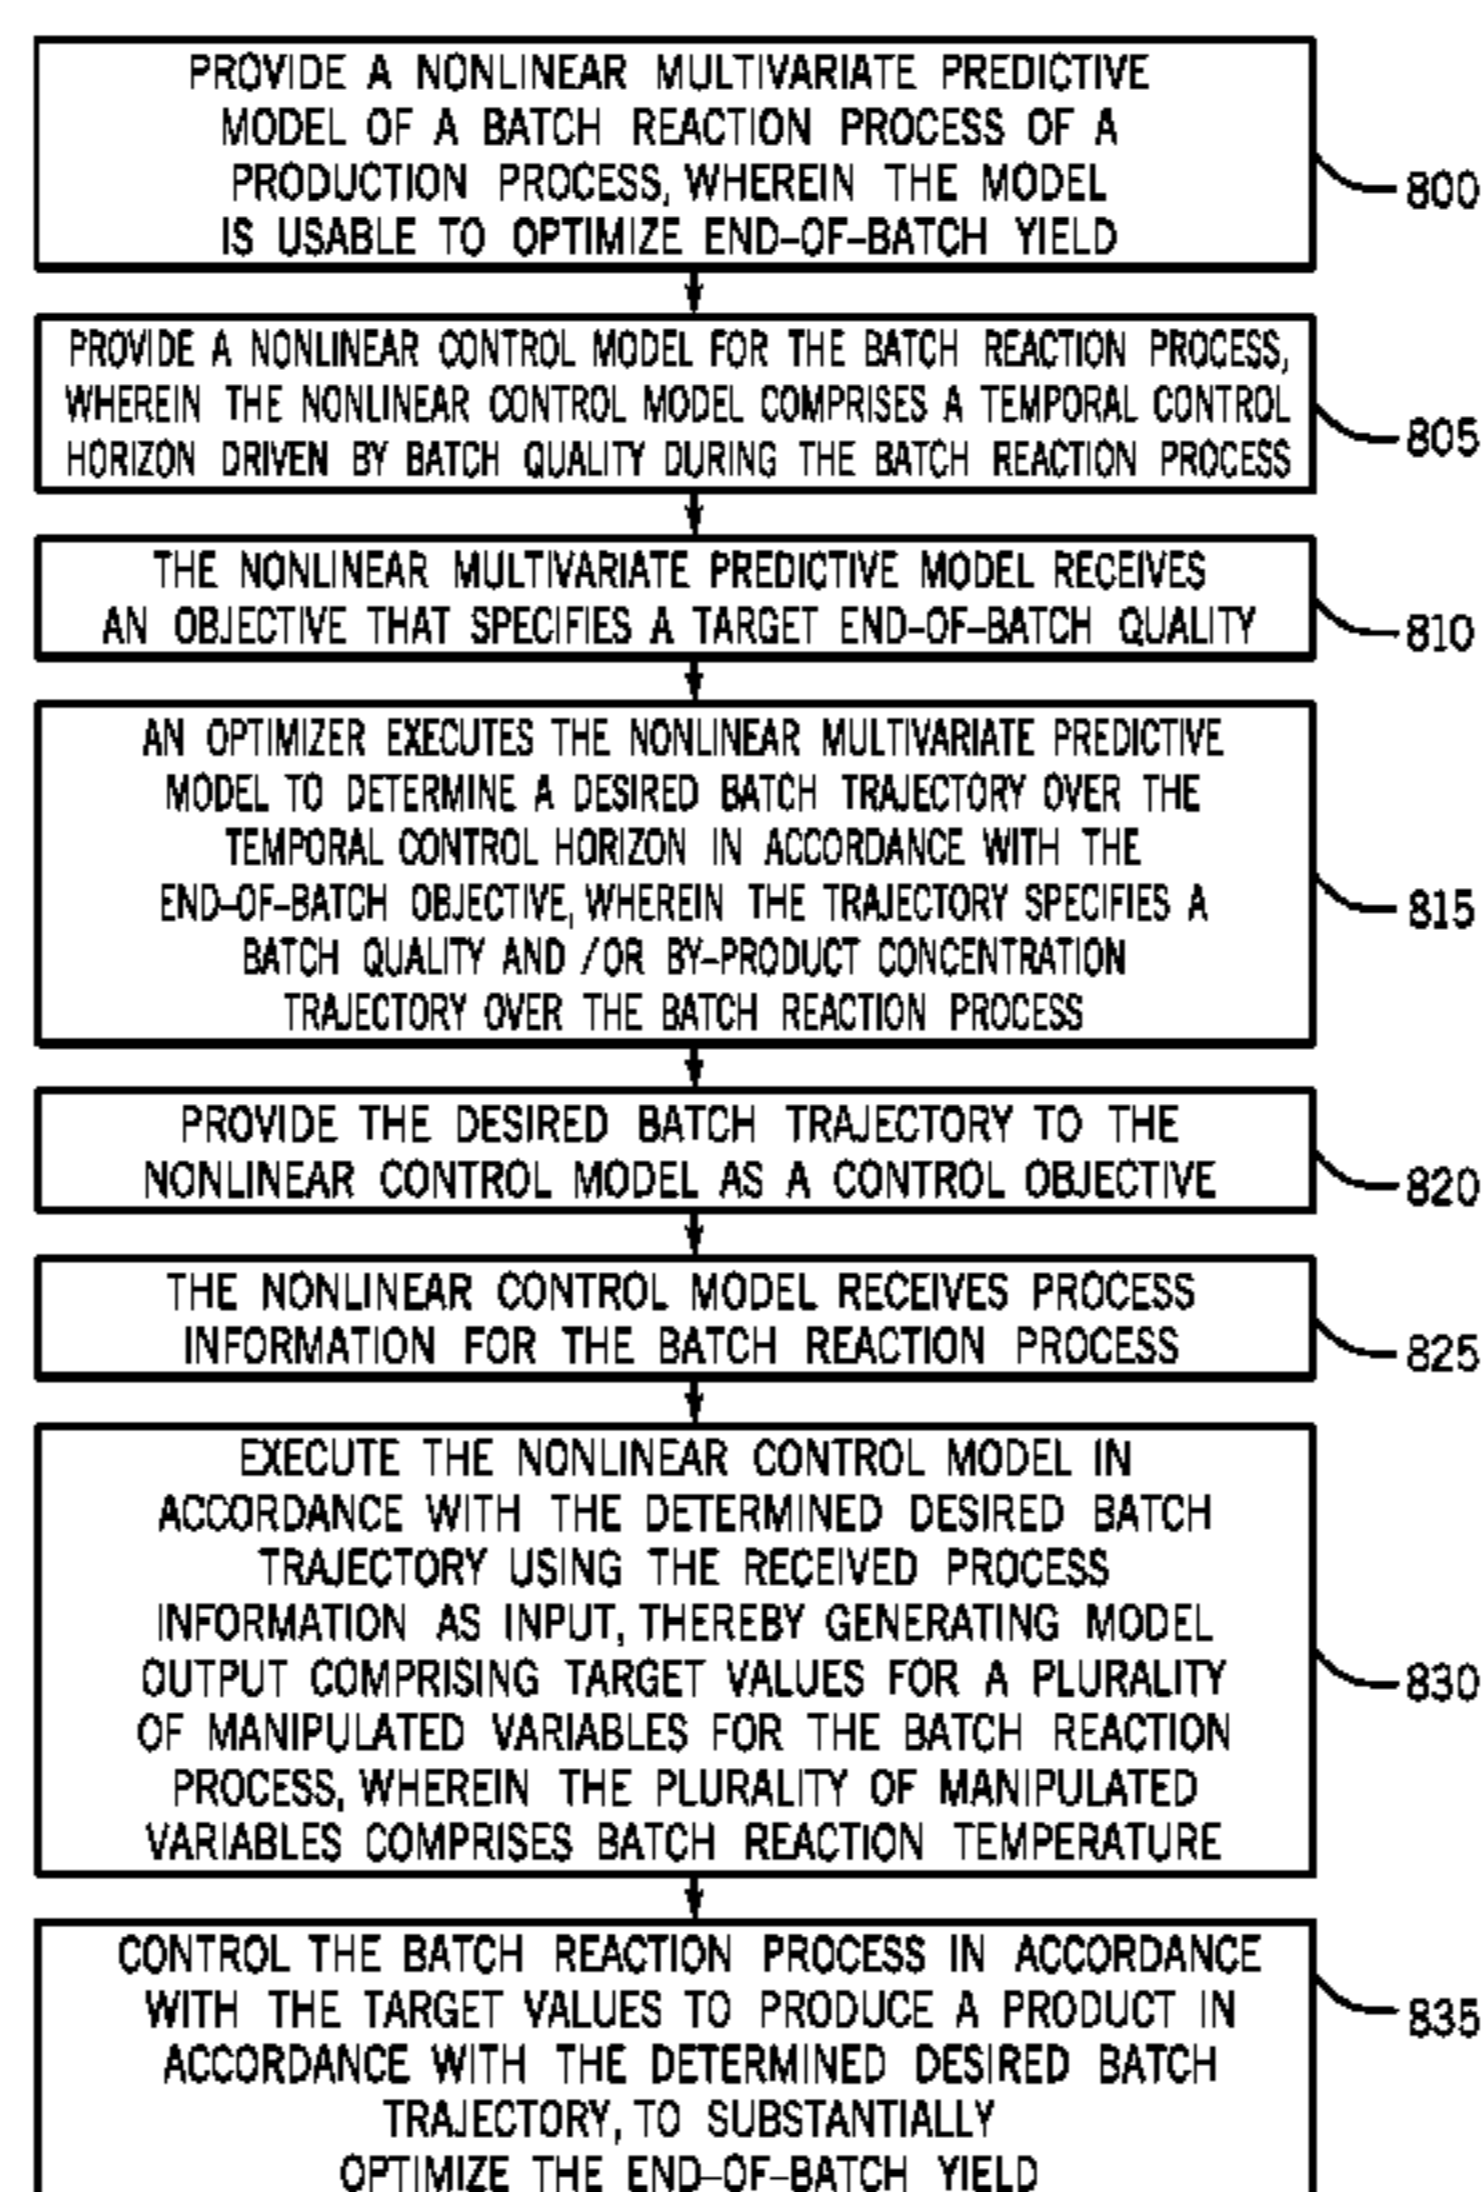 PROVIDE A NONLINEAR MULTIVARIATE PREDICTIVE
MODEL OF A BATCH REACTION PROCESS OF A
PRODUCTION PROCESS, WHEREIN THE MODEL
IS USABLE TO OPTIMIZE END-OF-BATCH YIELD
800
PROVIDE A NONLINEAR CONTROL MODEL FOR THE BATCH REACTION PROCESS,
WHEREIN THE NONLINEAR CONTROL MODEL COMPRISES A TEMPORAL CONTROL
HORIZON DRIVEN BY BATCH QUALITY DURING THE BATCH REACTION PROCESS
805
THE NONLINEAR MULTIVARIATE PREDICTIVE MODEL RECEIVES
AN OBJECTIVE THAT SPECIFIES A TARGET END-OF-BATCH QUALITY
810
AN OPTIMIZER EXECUTES THE NONLINEAR MULTIVARIATE PREDICTIVE
MODEL TO DETERMINE A DESIRED BATCH TRAJECTORY OVER THE
TEMPORAL CONTROL HORIZON IN ACCORDANCE WITH THE
END-OF-BATCH OBJECTIVE, WHEREIN THE TRAJECTORY SPECIFIES A
BATCH QUALITY AND /OR BY-PRODUCT CONCENTRATION
TRAJECTORY OVER THE BATCH REACTION PROCESS
815
PROVIDE THE DESIRED BATCH TRAJECTORY TO THE
NONLINEAR CONTROL MODEL AS A CONTROL OBJECTIVE
820
THE NONLINEAR CONTROL MODEL RECEIVES PROCESS
INFORMATION FOR THE BATCH REACTION PROCESS
825
EXECUTE THE NONLINEAR CONTROL MODEL IN
ACCORDANCE WITH THE DETERMINED DESIRED BATCH
TRAJECTORY USING THE RECEIVED PROCESS
INFORMATION AS INPUT, THEREBY GENERATING MODEL
OUTPUT COMPRISING TARGET VALUES FOR A PLURALITY
OF MANIPULATED VARIABLES FOR THE BATCH REACTION
PROCESS, WHEREIN THE PLURALITY OF MANIPULATED
VARIABLES COMPRISES BATCH REACTION TEMPERATURE
830
CONTROL THE BATCH REACTION PROCESS IN ACCORDANCE
WITH THE TARGET VALUES TO PRODUCE A PRODUCT IN
ACCORDANCE WITH THE DETERMINED DESIRED BATCH
TRAJECTORY, TO SUBSTANTIALLY
OPTIMIZE THE END-OF-BATCH YIELD
835